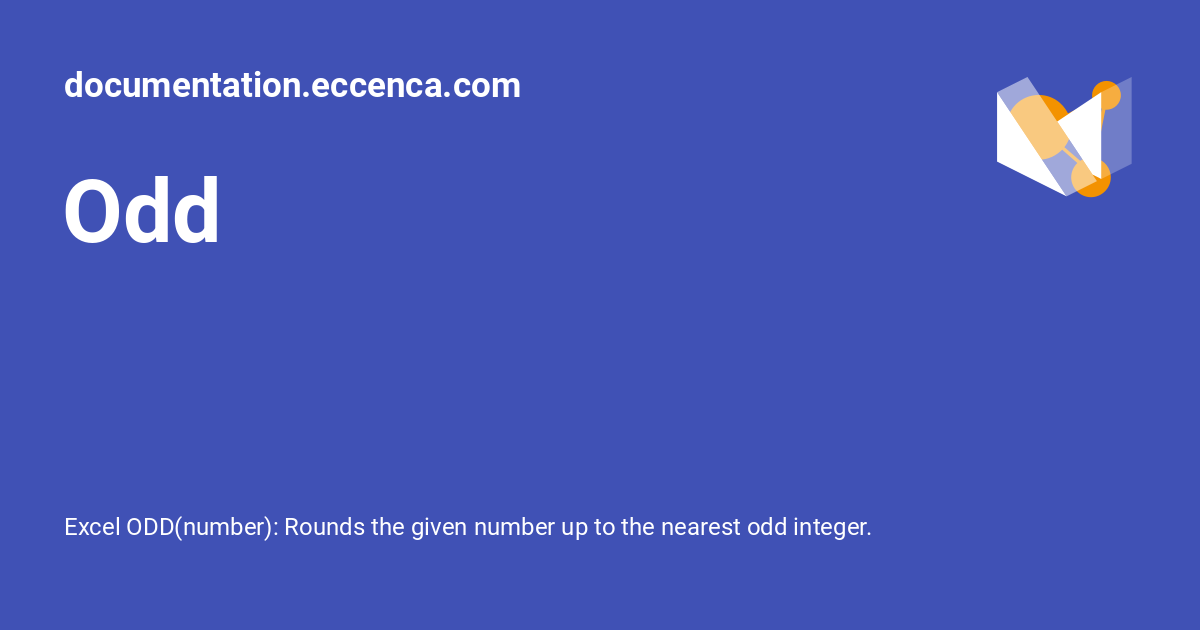 documentation.eccenca.com
Odd
Excel ODD(number): Rounds the given number up to the nearest odd integer.